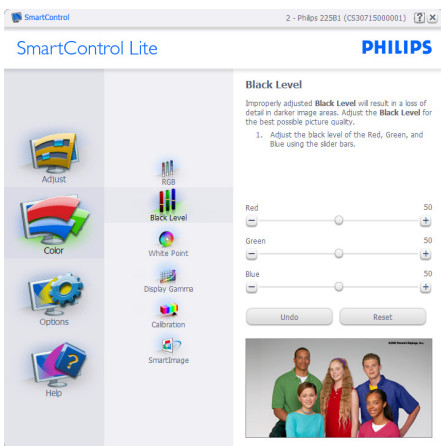 SmartControl
2 - Philips 225B1 (CS30715000001)
SmartControl Lite
PHILIPS
Adjust
Color
Options
Help
RGB
Black Level
White Point
Display Gamma
Calibration
SmartImage
Black Level
Improperly adjusted Black Level will result in a loss of
detail in darker image areas. Adjust the Black Level for
the best possible picture quality.
1. Adjust the black level of the Red, Green, and
Blue using the slider bars.
Red 50
Green 50
Blue 50
Undo Reset